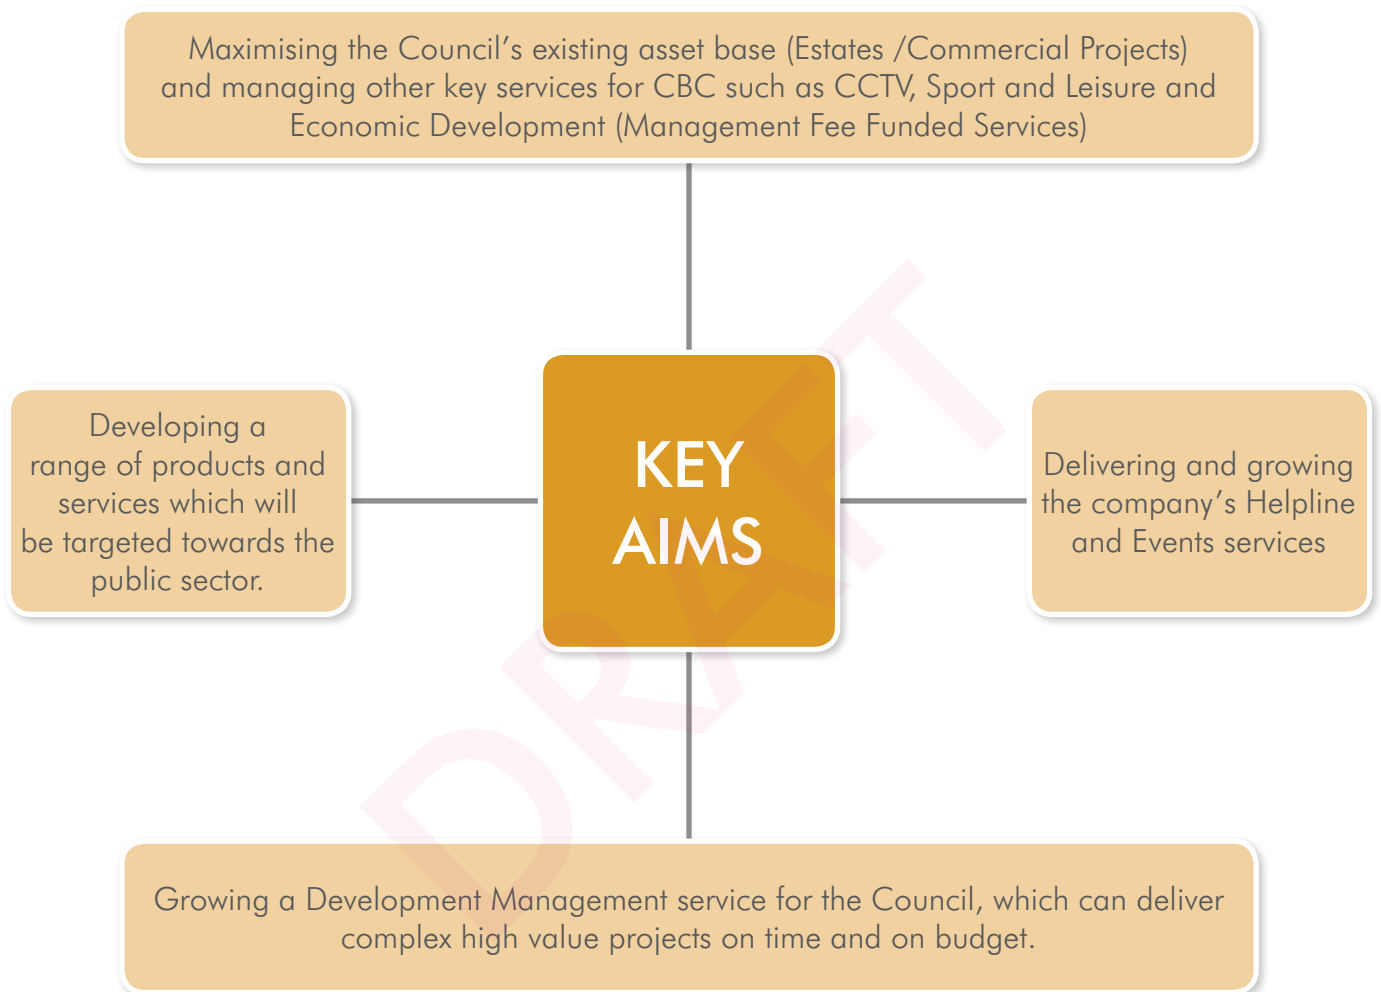 Maximising the Council’s existing asset base (Estates /Commercial Projects)
and managing other key services for CBC such as CCTV, Sport and Leisure and
Economic Development (Management Fee Funded Services)
Developing a
range of products and
services which will
be targeted towards the
public sector.
KEY
AIMS
Delivering and growing
the company’s Helpline
and Events services
Growing a Development Management service for the Council, which can deliver
complex high value projects on time and on budget.
DRAFT